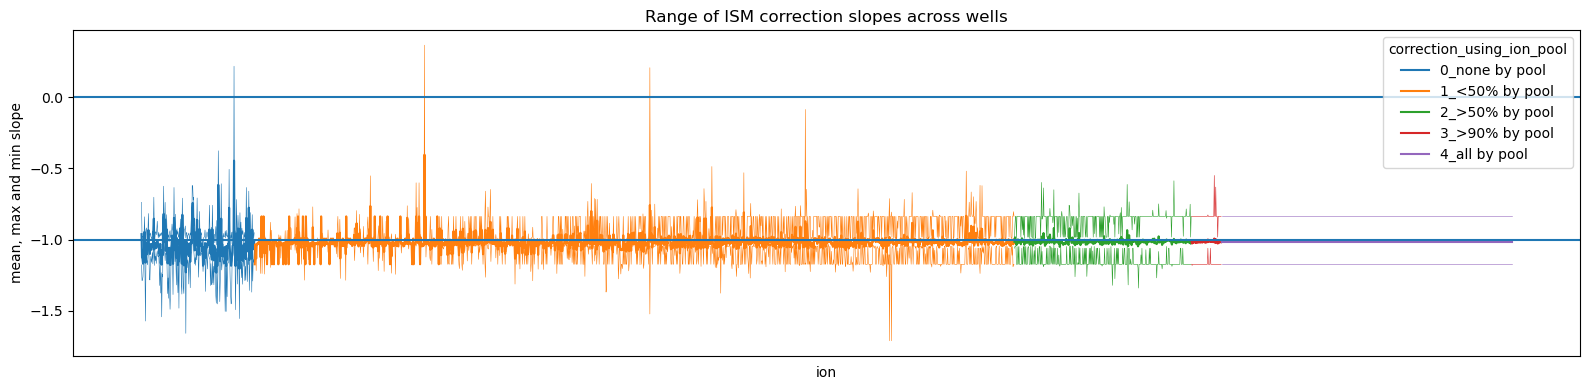 Range of ISM correction slopes across wells
mean, max and min slope
0.0
−0.5
−1.0
−1.5
ion
correction_using_ion_pool
0_none by pool
1_<50% by pool
2_>50% by pool
3_>90% by pool
4_all by pool